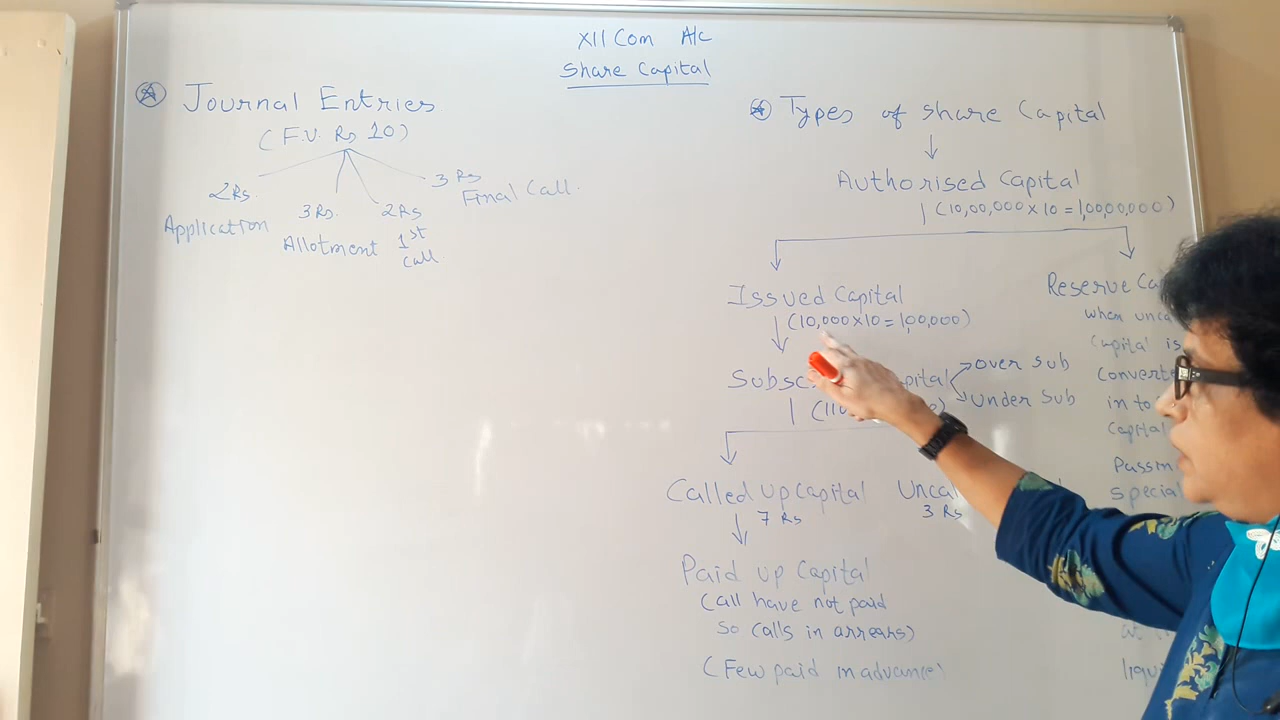 XII Com A/c
Share Capital
Journal Entries
(F.V. Rs 10)
2 Rs
Application
3 Rs.
Allotment
2 Rs
1st
call
3 Rs
Final Call.
Types of Share Capital
Authorised Capital
(10,00,000 x 10 = 1,00,00,000)
Issued Capital
(10,000 x 10 = 1,00,000)
over sub
under sub
Called up Capital
7 Rs
3 Rs
Paid up Capital
(all have not paid
so calls in arrears)
(Few paid in advance)
Reserve
when
Capital is
in to
Capital